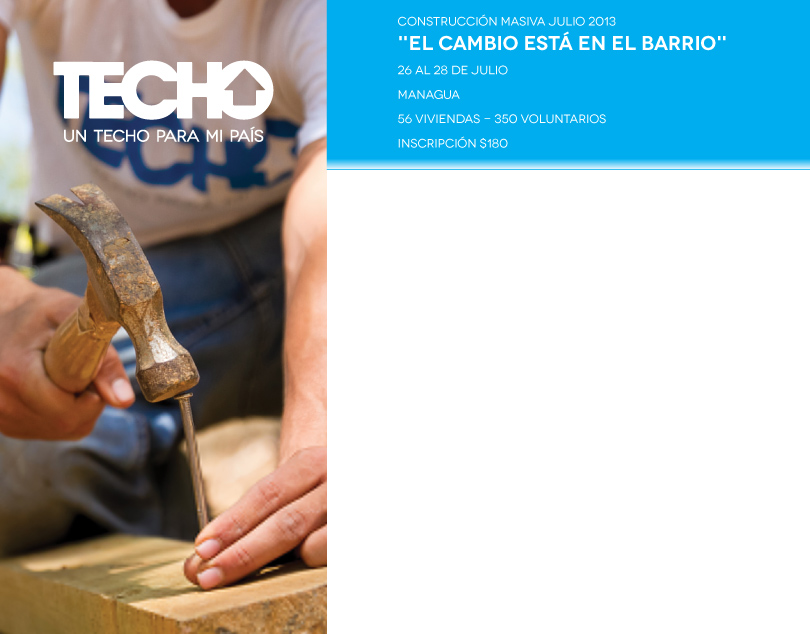 TECHO
UN TECHO PARA MI PAÍS
CONSTRUCCIÓN MASIVA JULIO 2013
"EL CAMBIO ESTÁ EN EL BARRIO"
26 AL 28 DE JULIO
MANAGUA
56 VIVIENDAS – 350 VOLUNTARIOS
INSCRIPCIÓN $180